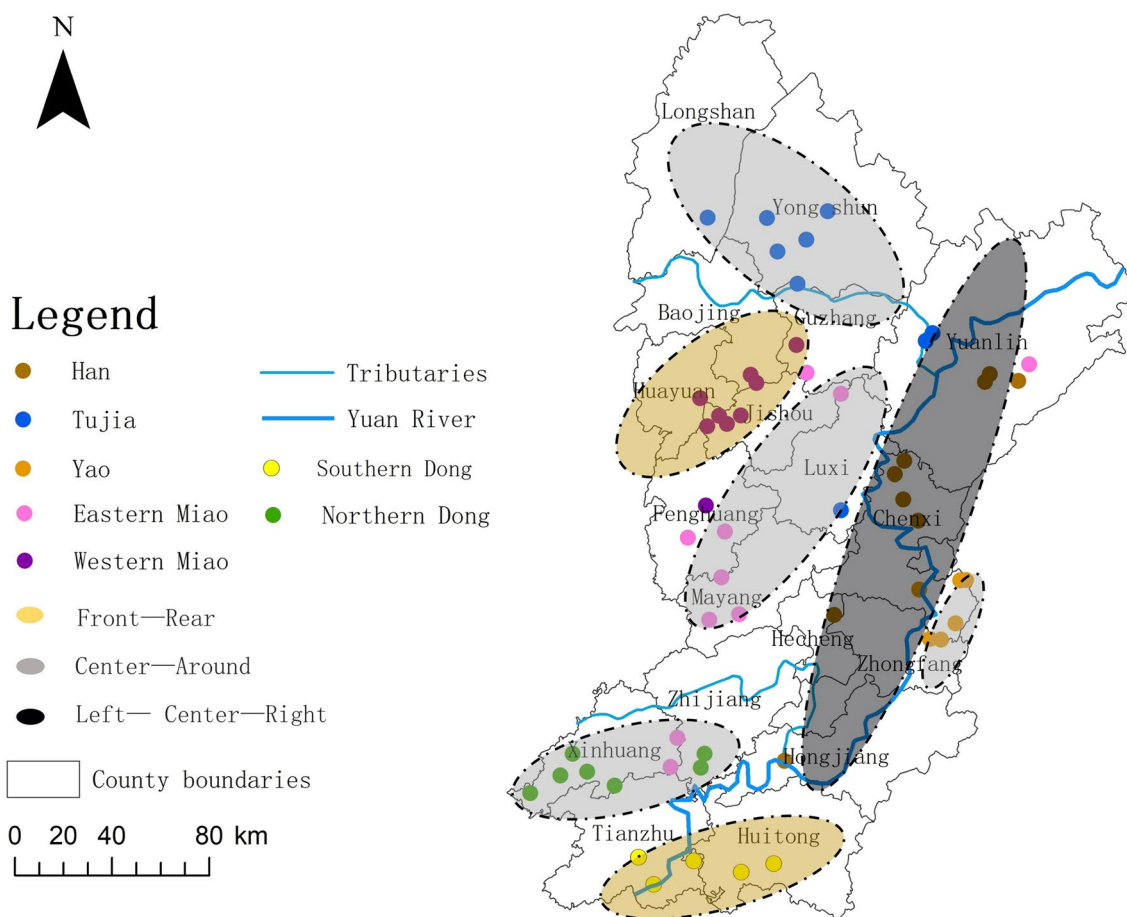 N
Longshan
Yongshun
Baojing
Guzhang
Yuanlin
Huayuan
Jishou
Luxi
Fenghuang
Chenxi
Mayang
Hecheng
Zhongfang
Zhijiang
Xinhuang
Hongjiang
Tianzhu
Huitong
Legend
Han
Tujia
Yao
Eastern Miao
Western Miao
Front—Rear
Center—Around
Left— Center—Right
County boundaries
Tributaries
Yuan River
Southern Dong
Northern Dong
0 20 40 80 km